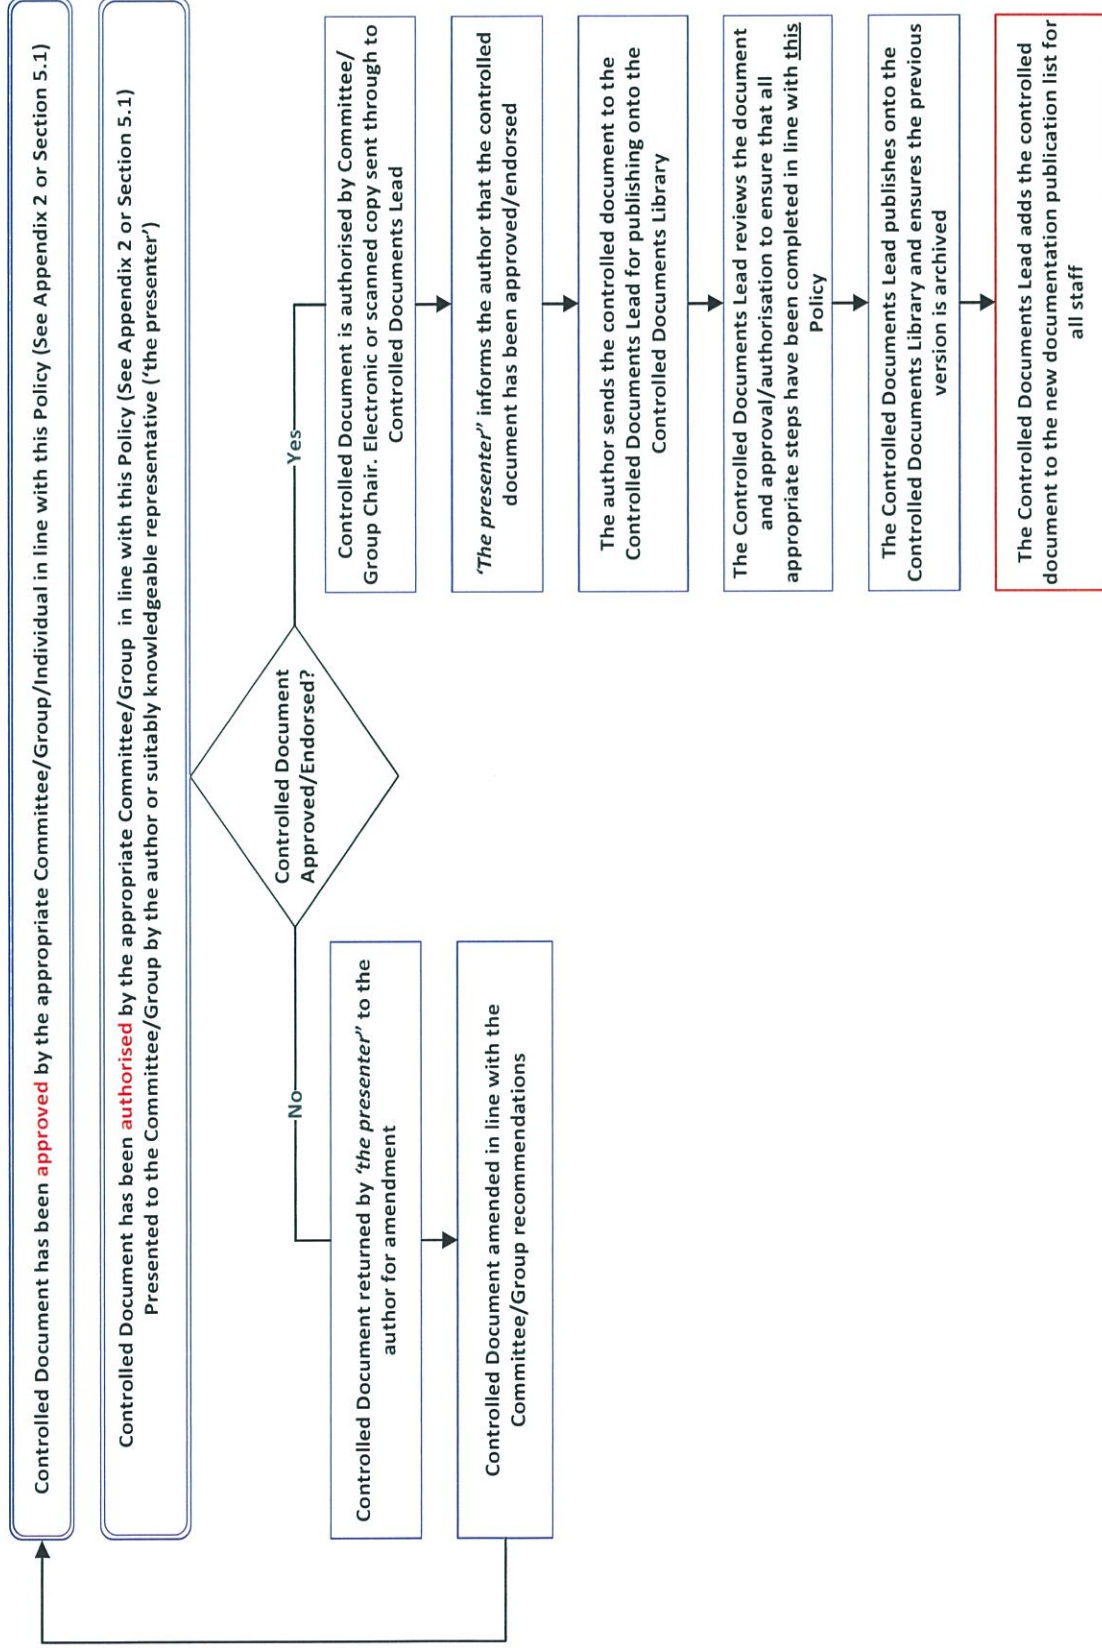 Controlled Document has been approved by the appropriate Committee/Group/Individual in line with this Policy (See Appendix 2 or Section 5.1)
Controlled Document has been authorised by the appropriate Committee/Group in line with this Policy (See Appendix 2 or Section 5.1)
Presented to the Committee/Group by the author or suitably knowledgeable representative ('the presenter')
Controlled Document
Approved/Endorsed?
No
Controlled Document returned by 'the presenter" to the
author for amendment
Controlled Document amended in line with the
Committee/Group recommendations
Yes
Controlled Document is authorised by Committee/
Group Chair. Electronic or scanned copy sent through to
Controlled Documents Lead
'The presenter" informs the author that the controlled
document has been approved/endorsed
The author sends the controlled document to the
Controlled Documents Lead for publishing onto the
Controlled Documents Library
The Controlled Documents Lead reviews the document
and approval/authorisation to ensure that all
appropriate steps have been completed in line with this
Policy
The Controlled Documents Lead publishes onto the
Controlled Documents Library and ensures the previous
version is archived
The Controlled Documents Lead adds the controlled
document to the new documentation publication list for
all staff